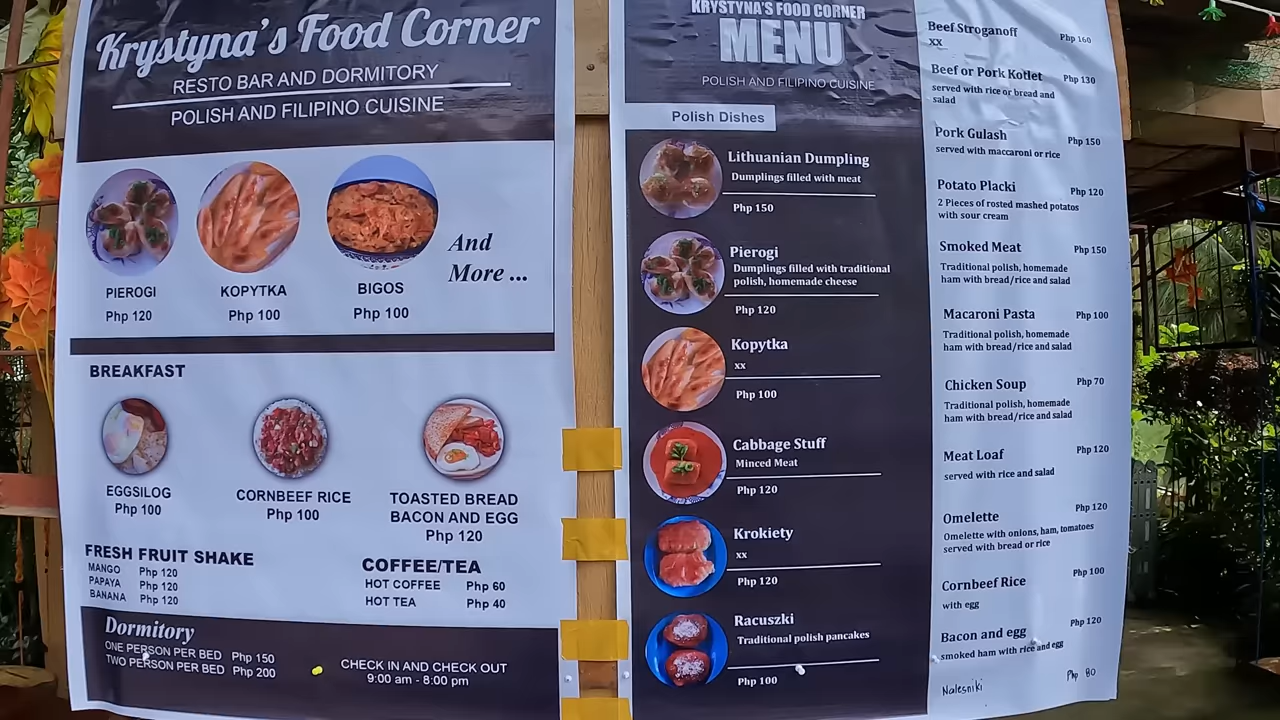 Krystyna's Food Corner
RESTO BAR AND DORMITORY
POLISH AND FILIPINO CUISINE
PIEROGI
Php 120
KOPYTKA
Php 100
BIGOS
Php 100
And
More ...
BREAKFAST
EGGSILOG
Php 100
CORNBEEF RICE
Php 100
TOASTED BREAD
BACON AND EGG
Php 120
FRESH FRUIT SHAKE
MANGO Php 120
PAPAYA Php 120
BANANA Php 120
COFFEE/TEA
HOT COFFEE Php 60
HOT TEA Php 40
Dormitory
ONE PERSON PER BED Php 150
TWO PERSON PER BED Php 200
CHECK IN AND CHECK OUT
9:00 am - 8:00 pm
KRYSTYNA'S FOOD CORNER
MENU
POLISH AND FILIPINO CUISINE
Polish Dishes
Lithuanian Dumpling
Dumplings filled with meat
Php 150
Pierogi
Dumplings filled with traditional
polish, homemade cheese
Php 120
Kopytka
xx
Php 100
Cabbage Stuff
Minced Meat
Php 120
Krokiety
xx
Php 120
Racuszki
Traditional polish pancakes
Php 100
Beef Stroganoff Php 160
xx
Beef or Pork Kotlet Php 130
served with rice or bread and
salad
Pork Gulash Php 150
served with maccaroni or rice
Potato Placki Php 120
2 Pieces of rosted mashed potatos
with sour cream
Smoked Meat Php 150
Traditional polish, homemade
ham with bread/rice and salad
Macaroni Pasta Php 100
Traditional polish, homemade
ham with bread/rice and salad
Chicken Soup Php 70
Traditional polish, homemade
ham with bread/rice and salad
Meat Loaf Php 120
served with rice and salad
Omelette Php 120
Omelette with onions, ham, tomatoes
served with bread or rice
Cornbeef Rice Php 100
with egg
Bacon and egg Php 120
smoked ham with rice and egg
Nalesniki Php 80